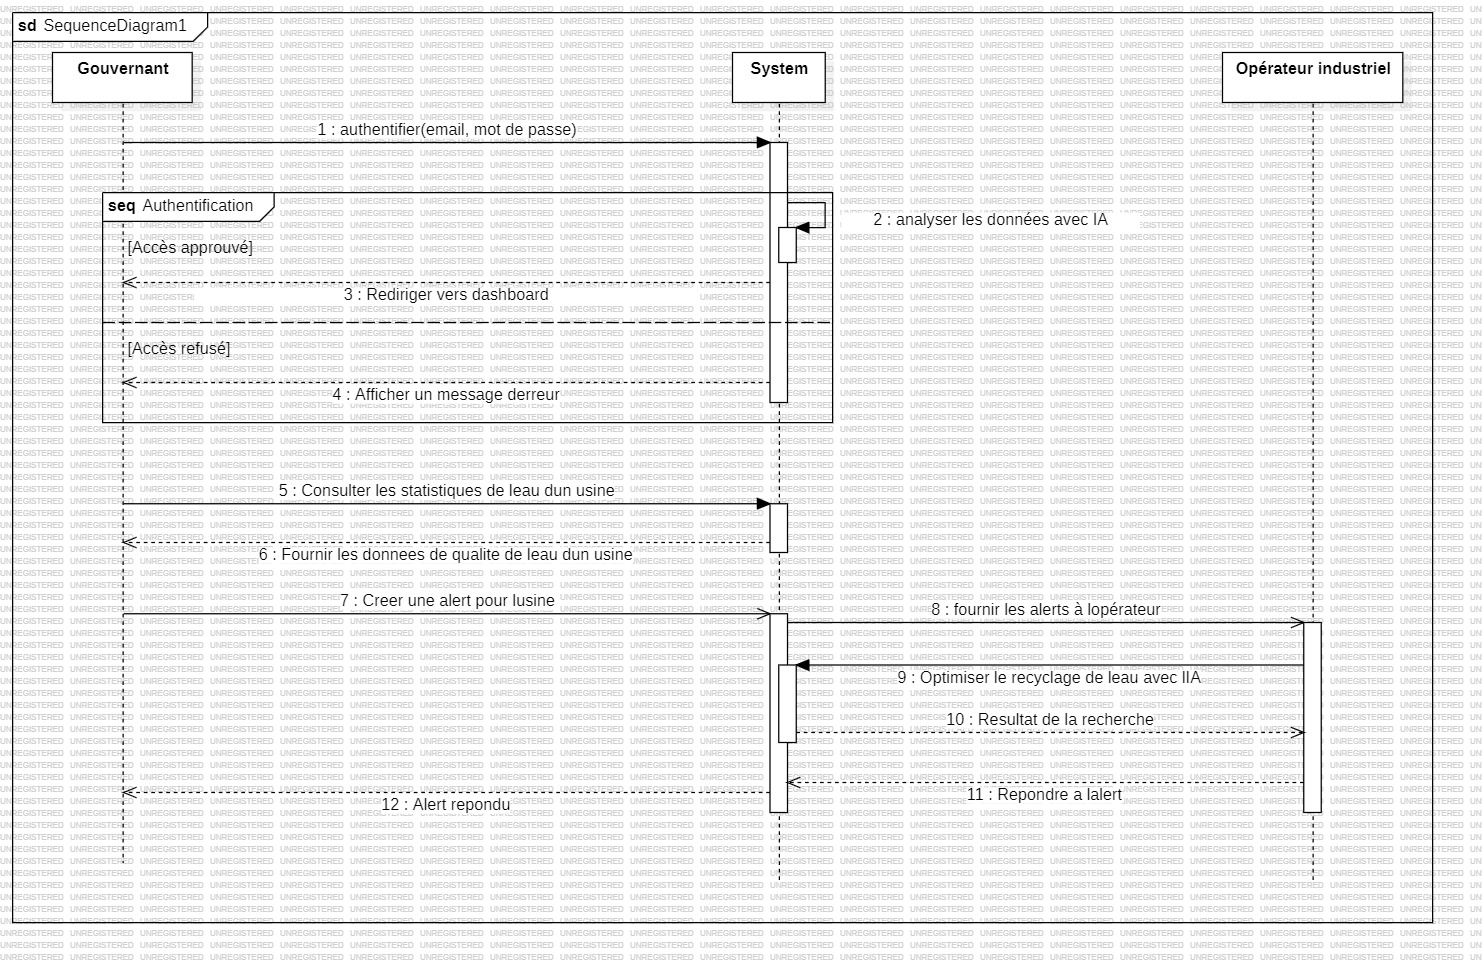 sd SequenceDiagram1
Gouvernant
System
Opérateur industriel
1 : authentifier(email, mot de passe)
seq Authentification
2 : analyser les données avec IA
[Accès approuvé]
3 : Rediriger vers dashboard
[Accès refusé]
4 : Afficher un message derreur
5 : Consulter les statistiques de leau dun usine
6 : Fournir les donnees de qualite de leau dun usine
7 : Creer une alert pour lusine
8 : fournir les alerts à lopérateur
9 : Optimiser le recyclage de leau avec lIA
10 : Resultat de la recherche
11 : Repondre a lalert
12 : Alert repondu
UNREGISTERED